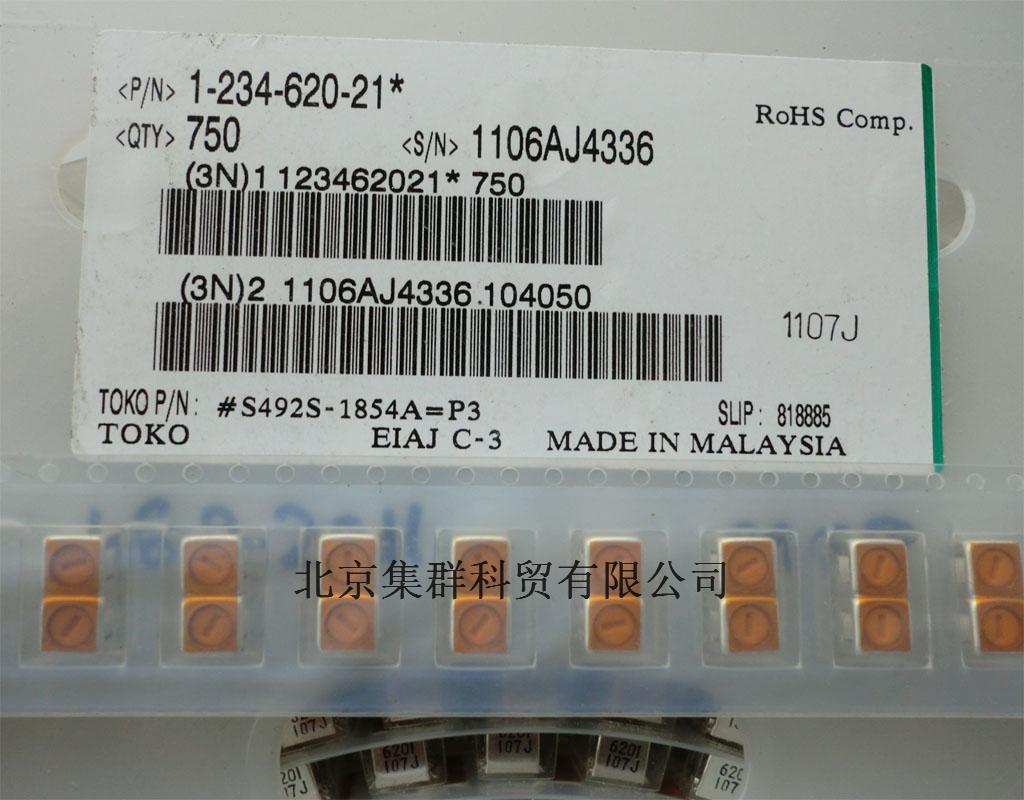 <P/N> 1-234-620-21*
RoHS Comp.
<QTY> 750 <S/N> 1106AJ4336
(3N)1 123462021* 750
(3N)2 1106AJ4336 104050
1107J
TOKO P/N: #S492S-1854A=P3 SLIP: 818885
TOKO EIAJ C-3 MADE IN MALAYSIA
北京集群科贸有限公司
107J
6201
107J
6201
107J
6201
107J